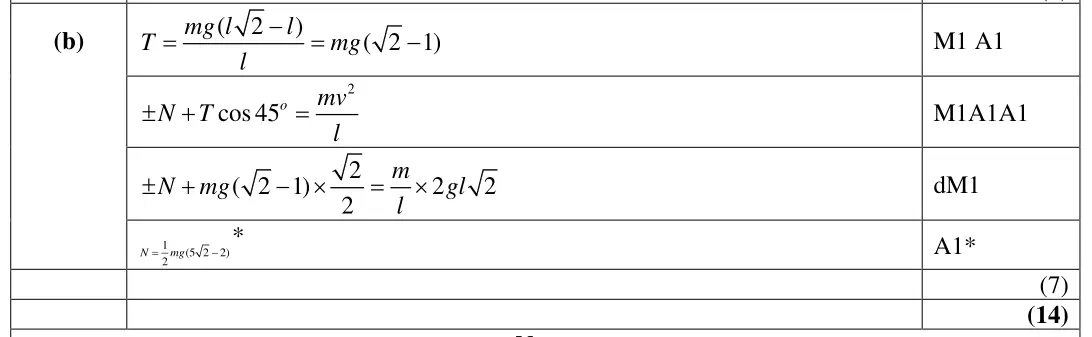 (b) T = mg(l√2 − l)/l = mg(√2 − 1) M1 A1
±N + T cos 45° = mv²/l M1A1A1
±N + mg(√2 − 1) × √2/2 = m/l × 2gl√2 dM1
N = 1/2 mg(5√2 − 2) * A1*
(7)
(14)